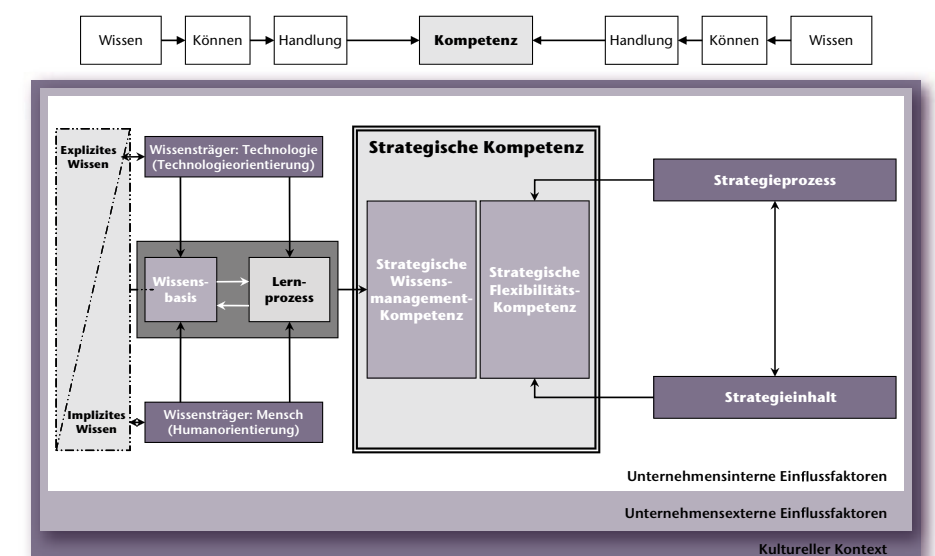 Wissen
Können
Handlung
Kompetenz
Handlung
Können
Wissen
Explizites
Wissen
Wissensträger: Technologie
(Technologieorientierung)
Strategische Kompetenz
Strategieprozess
Wissens-
basis
Lern-
prozess
Strategische
Wissens-
management-
Kompetenz
Strategische
Flexibilitäts-
Kompetenz
Implizites
Wissen
Wissensträger: Mensch
(Humanorientierung)
Strategieinhalt
Unternehmensinterne Einflussfaktoren
Unternehmensexterne Einflussfaktoren
Kultureller Kontext